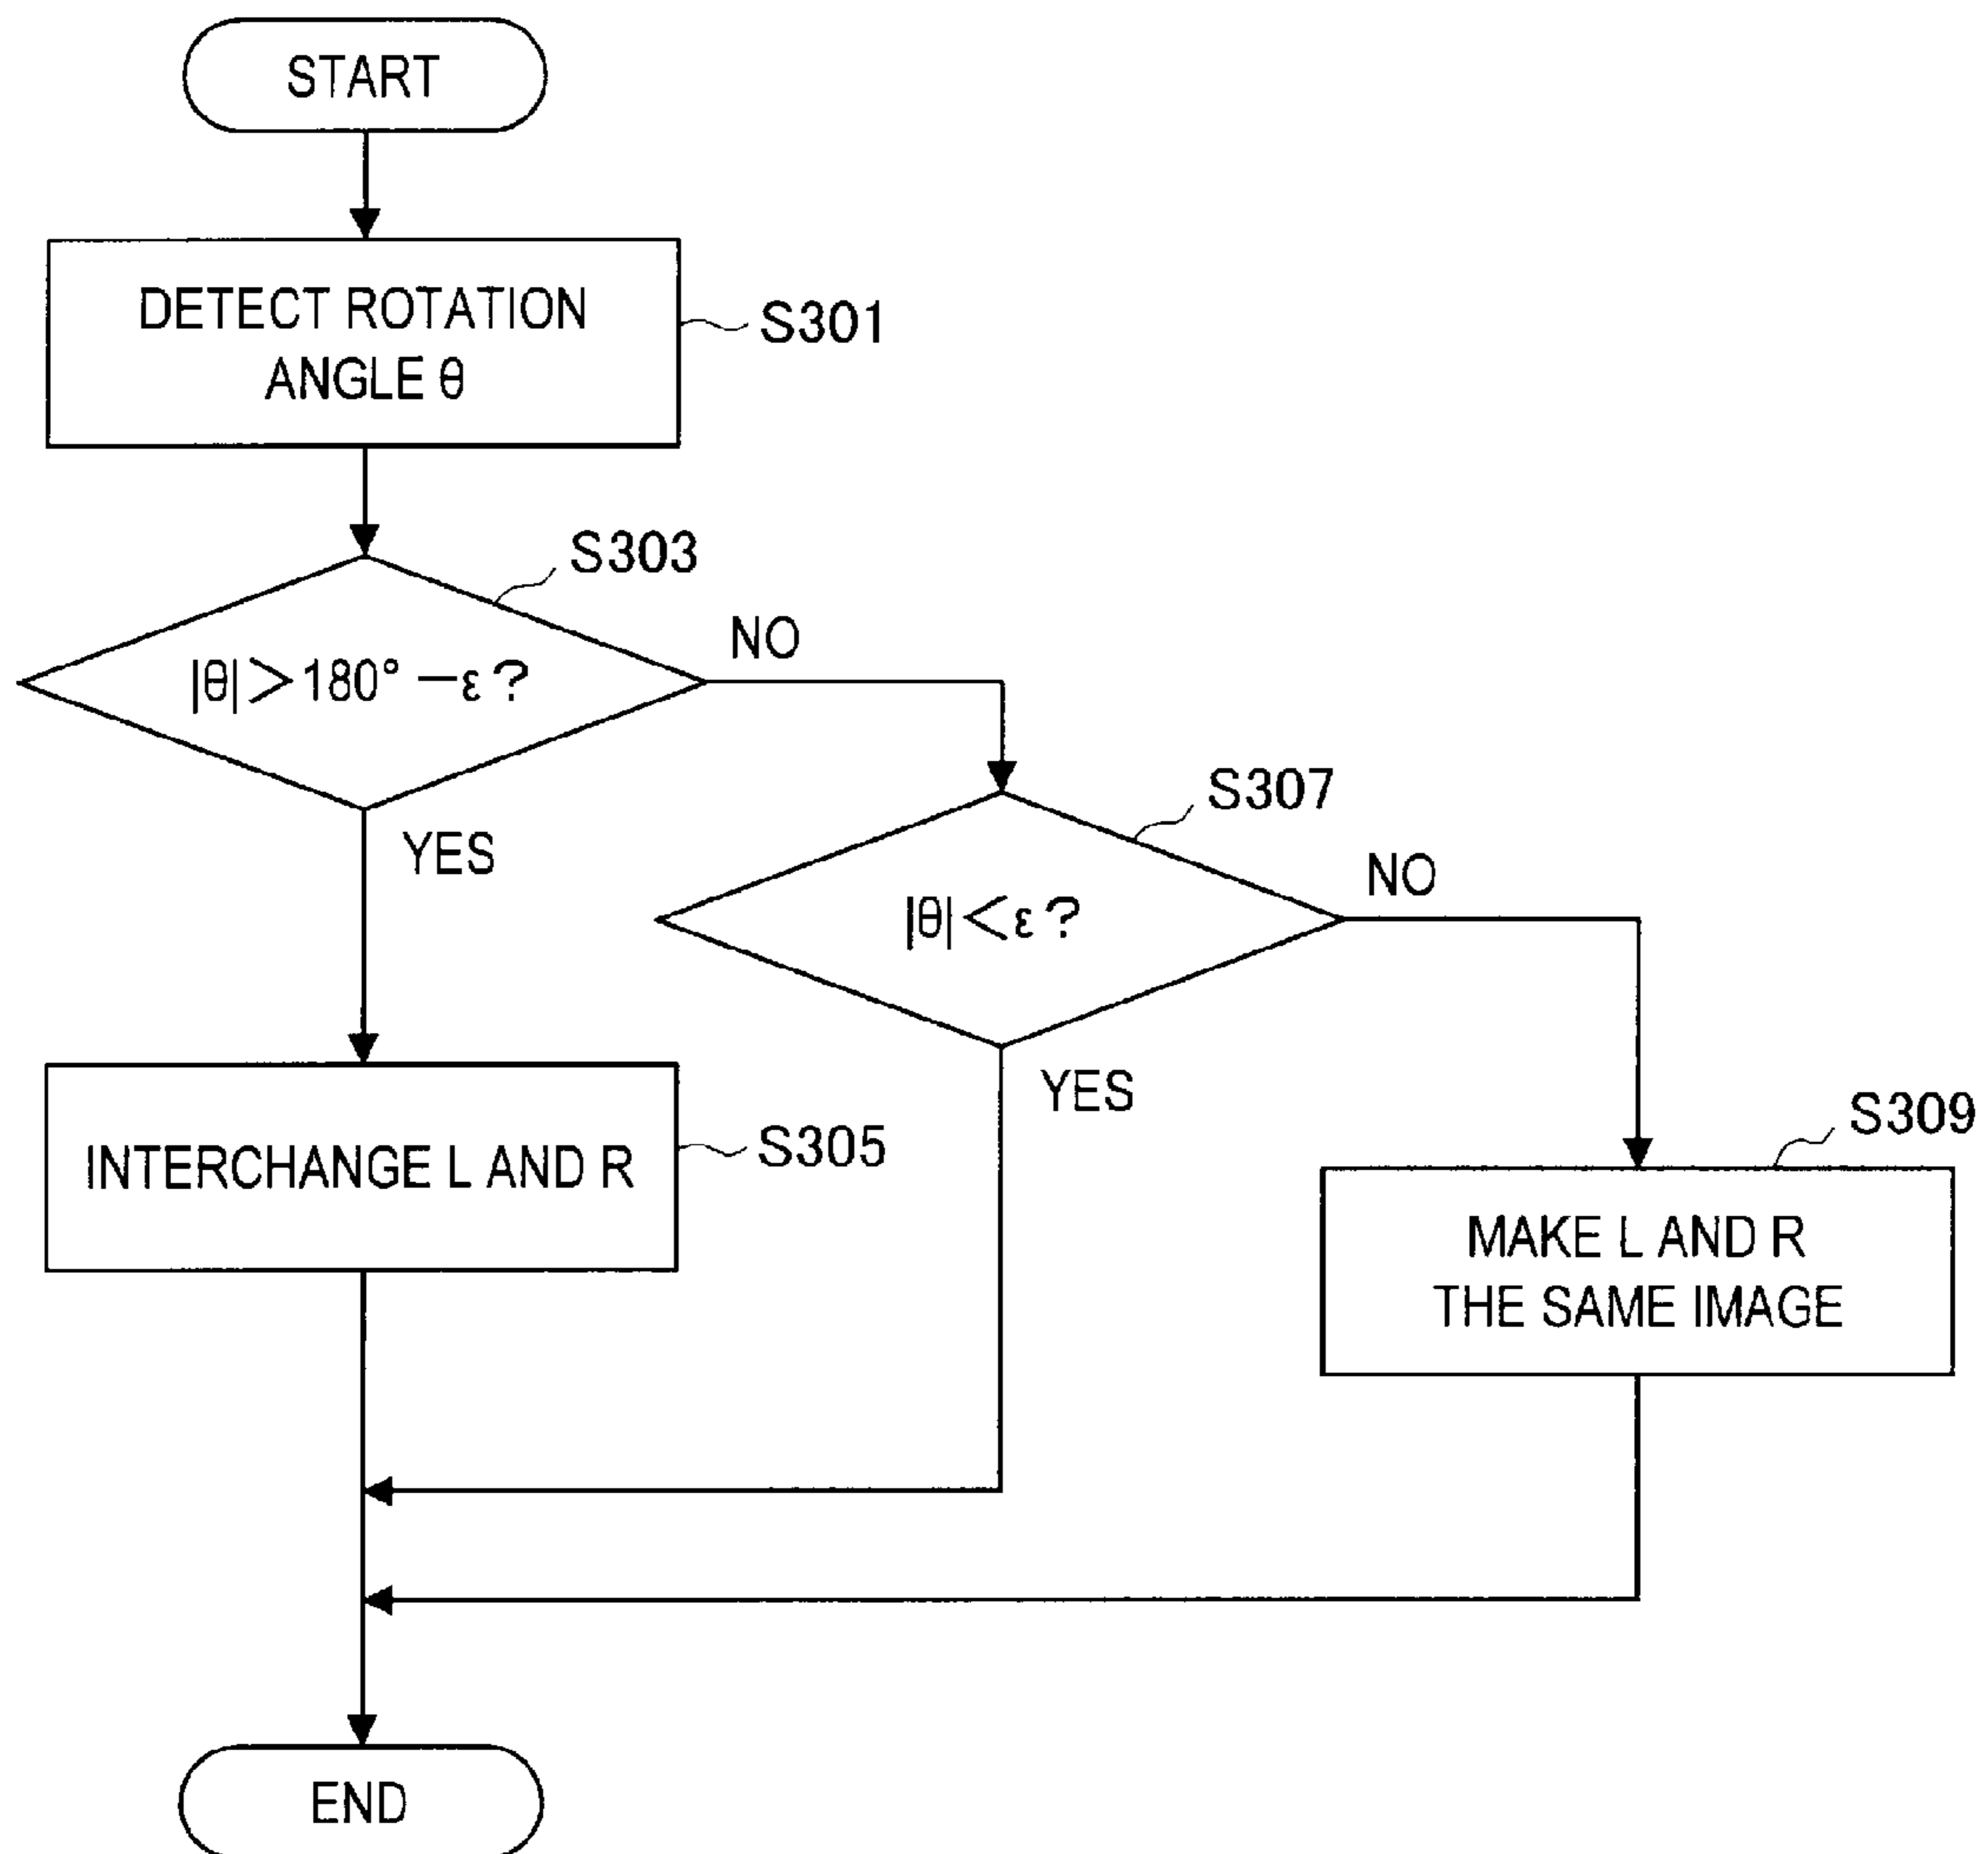 START
DETECT ROTATION
ANGLE θ
S301
S303
|θ|>180°−ε?
NO
YES
S307
|θ|<ε?
NO
YES
INTERCHANGE L AND R
S305
S309
MAKE L AND R
THE SAME IMAGE
END